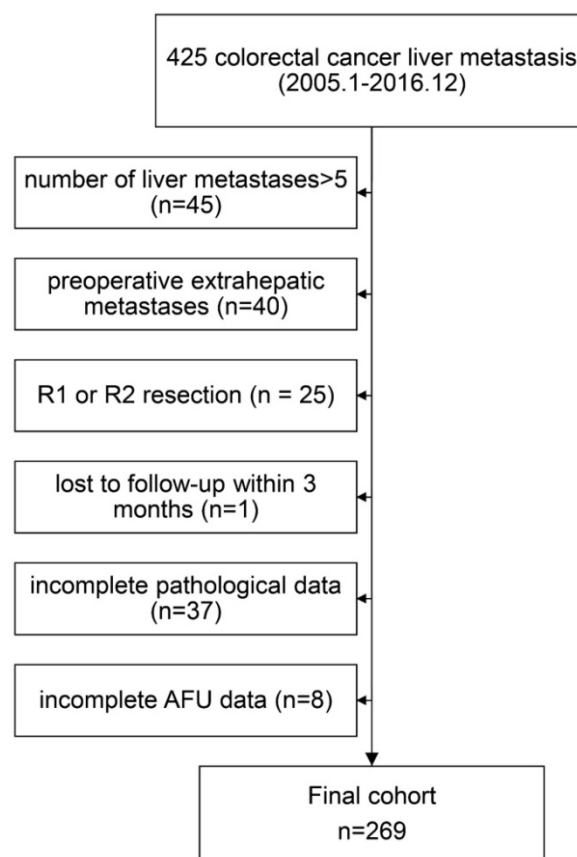 425 colorectal cancer liver metastasis
(2005.1-2016.12)
number of liver metastases>5
(n=45)
preoperative extrahepatic
metastases (n=40)
R1 or R2 resection (n = 25)
lost to follow-up within 3
months (n=1)
incomplete pathological data
(n=37)
incomplete AFU data (n=8)
Final cohort
n=269